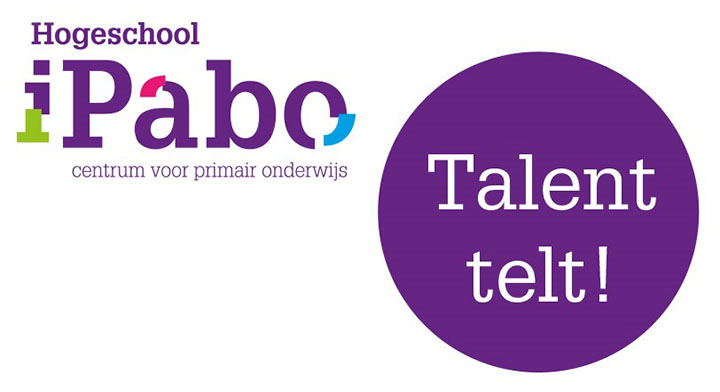 Hogeschool
iPabo
centrum voor primair onderwijs
Talent
telt!